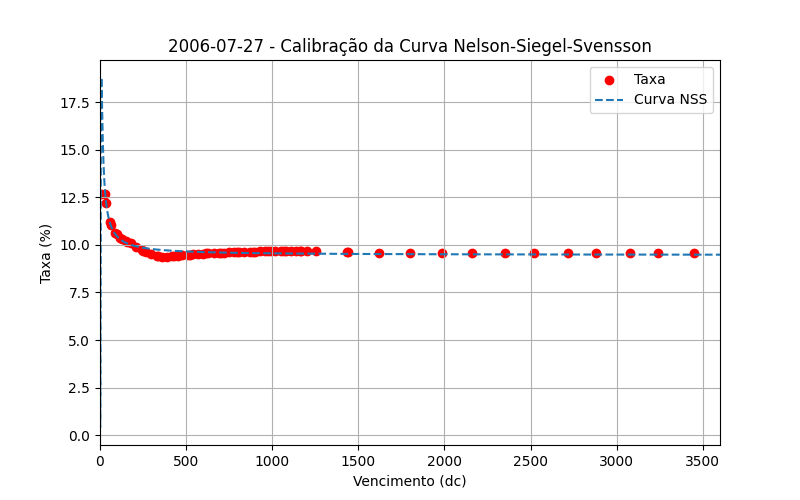 2006-07-27 - Calibração da Curva Nelson-Siegel-Svensson
Taxa
Curva NSS
Taxa (%)
17.5
15.0
12.5
10.0
7.5
5.0
2.5
0.0
0 500 1000 1500 2000 2500 3000 3500
Vencimento (dc)